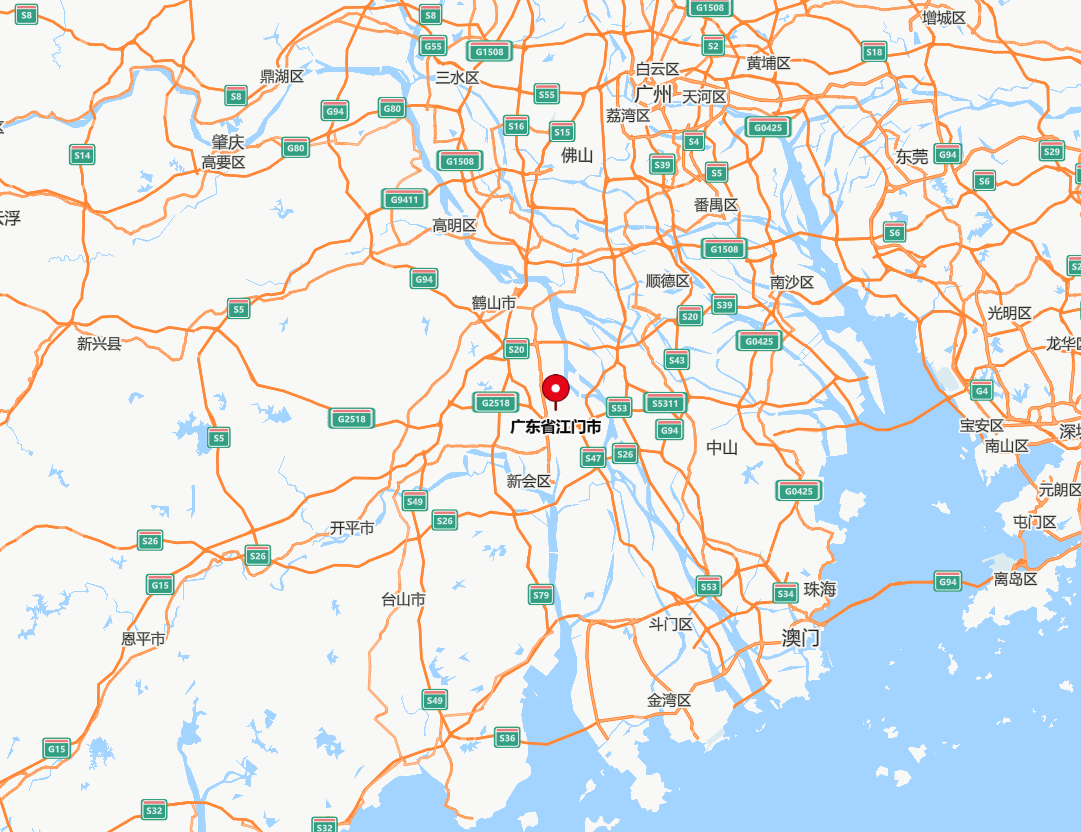 S8
S8
G1508
增城区
G55
G1508
S2
S18
鼎湖区
三水区
白云区
黄埔区
S8
G94
G80
S55
广州
天河区
荔湾区
肇庆
S14
G80
高要区
S16
S15
G0425
S4
佛山
G1508
S39
S5
东莞
G94
S29
S6
G9411
番禺区
高明区
G1508
S6
G94
顺德区
南沙区
鹤山市
S5
S39
S20
光明区
新兴县
S20
G0425
S43
G4
G2518
G2518
S53
S5311
广东省江门市
G94
宝安区
S5
中山
南山区
S47
S26
新会区
G0425
元朗区
S49
S26
开平市
屯门区
S26
S26
G15
S79
S53
S34
珠海
G94
离岛区
台山市
恩平市
斗门区
澳门
S49
金湾区
G15
S36
S32
S32